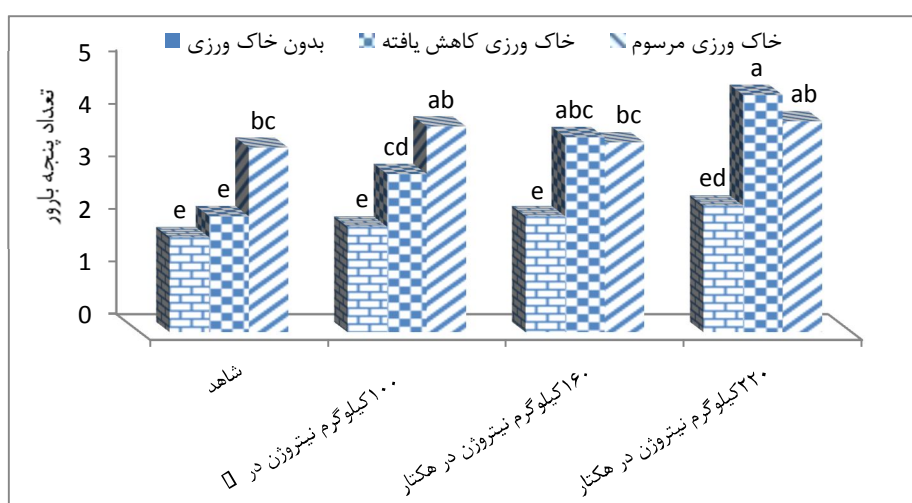 بدون خاک ورزی خاک ورزی کاهش یافته خاک ورزی مرسوم
تعداد پنجه بارور
5
4
3
2
1
0
e e bc
e cd ab
e abc bc
ed a ab
شاهد
۱۰۰کیلوگرم نیتروژن در
۱۶۰کیلوگرم نیتروژن در هکتار
۲۲۰کیلوگرم نیتروژن در هکتار